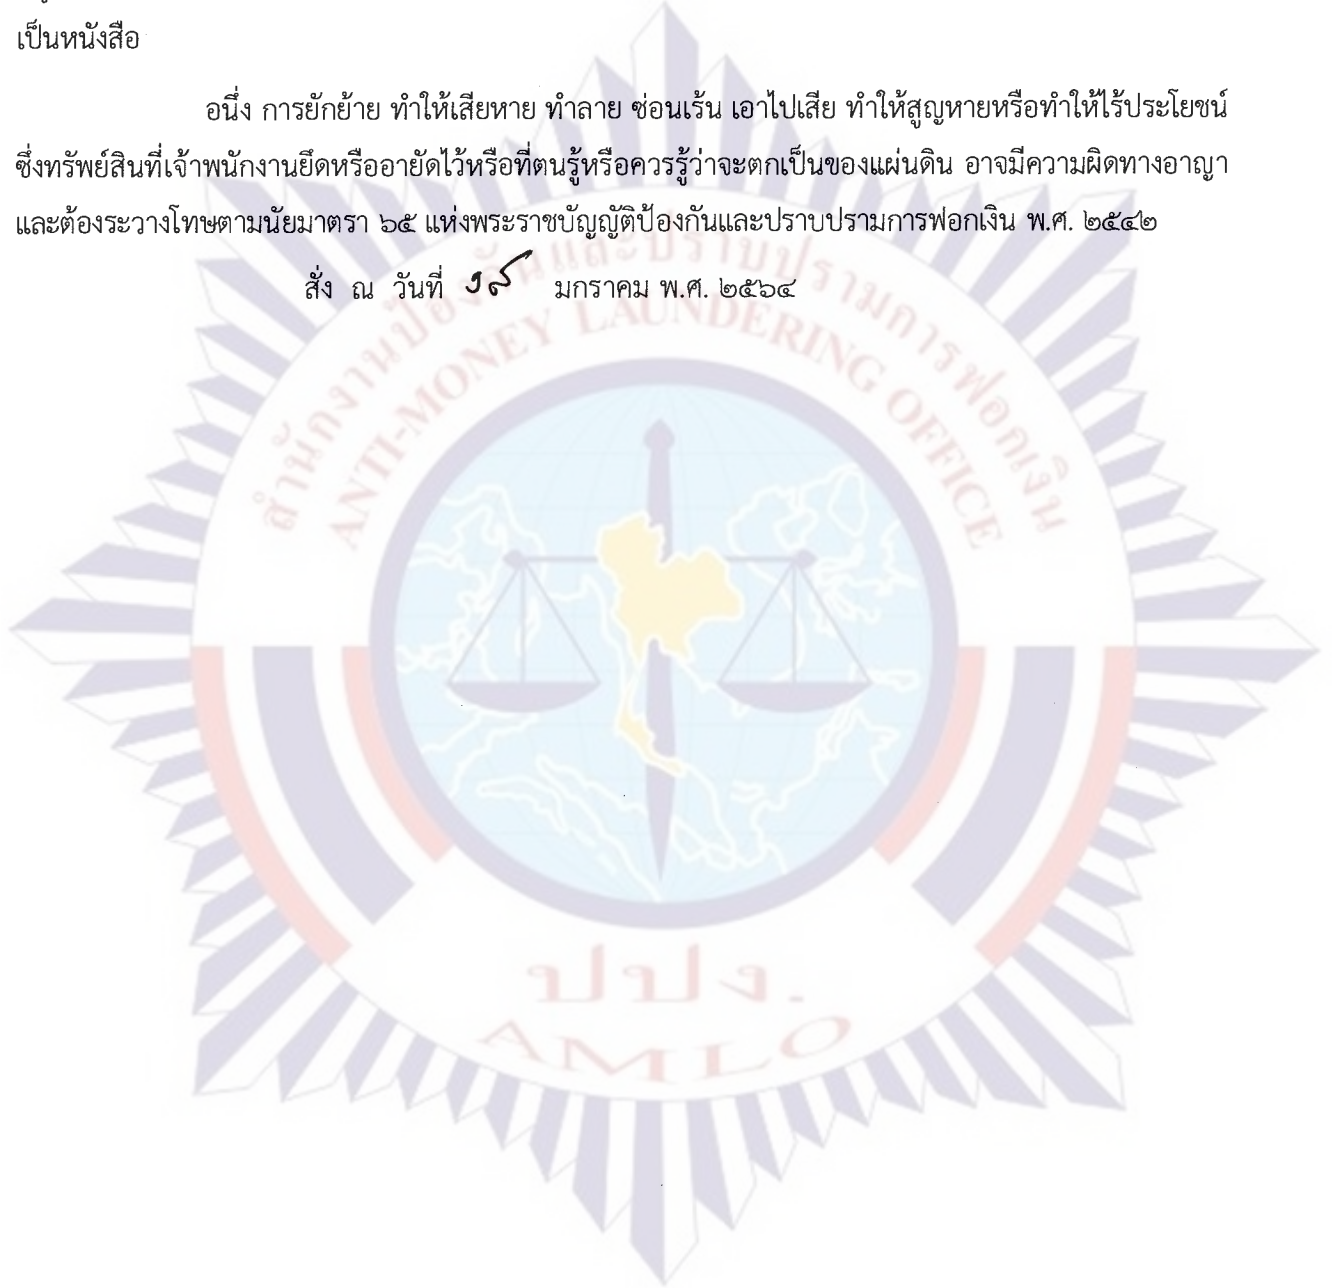 เป็นหนังสือ
อนึ่ง การยักย้าย ทำให้เสียหาย ทำลาย ซ่อนเร้น เอาไปเสีย ทำให้สูญหายหรือทำให้ไร้ประโยชน์
ซึ่งทรัพย์สินที่เจ้าพนักงานยึดหรืออายัดไว้หรือที่ตนรู้หรือควรรู้ว่าจะตกเป็นของแผ่นดิน อาจมีความผิดทางอาญา
และต้องระวางโทษตามนัยมาตรา ๖๕ แห่งพระราชบัญญัติป้องกันและปราบปรามการฟอกเงิน พ.ศ. ๒๕๔๒
สั่ง ณ วันที่ มกราคม พ.ศ. ๒๕๖๔
สำนักงานป้องกันและปราบปรามการฟอกเงิน
ANTI-MONEY LAUNDERING OFFICE
ปปง.
AMLO